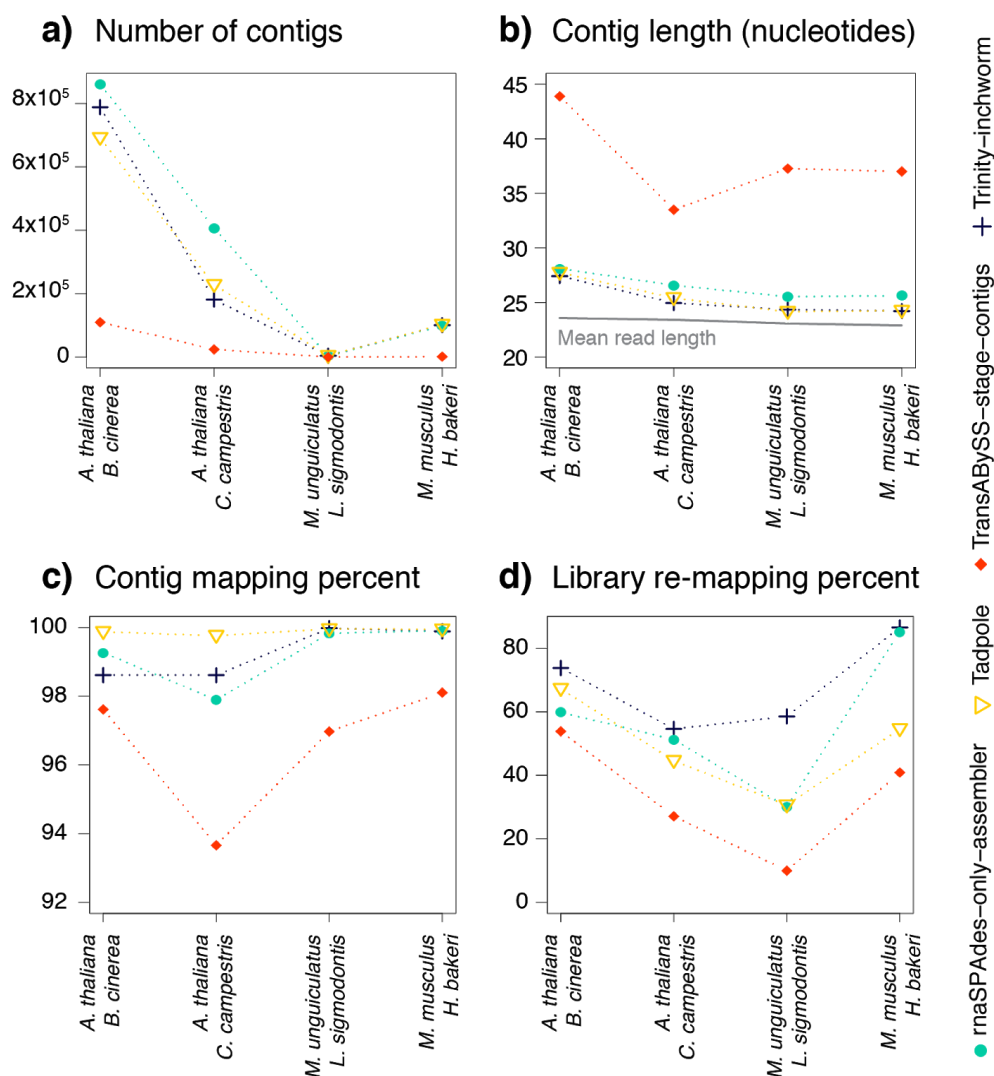 a) Number of contigs
8x10⁵
6x10⁵
4x10⁵
2x10⁵
0
A. thaliana
B. cinerea
A. thaliana
C. campestris
M. unguiculatus
L. sigmodontis
M. musculus
H. bakeri
b) Contig length (nucleotides)
45
40
35
30
25
20
Mean read length
A. thaliana
B. cinerea
A. thaliana
C. campestris
M. unguiculatus
L. sigmodontis
M. musculus
H. bakeri
c) Contig mapping percent
100
98
96
94
92
A. thaliana
B. cinerea
A. thaliana
C. campestris
M. unguiculatus
L. sigmodontis
M. musculus
H. bakeri
d) Library re-mapping percent
80
60
40
20
0
A. thaliana
B. cinerea
A. thaliana
C. campestris
M. unguiculatus
L. sigmodontis
M. musculus
H. bakeri
rnaSPAdes-only-assembler
Tadpole
TransABySS-stage-contigs
Trinity-inchworm